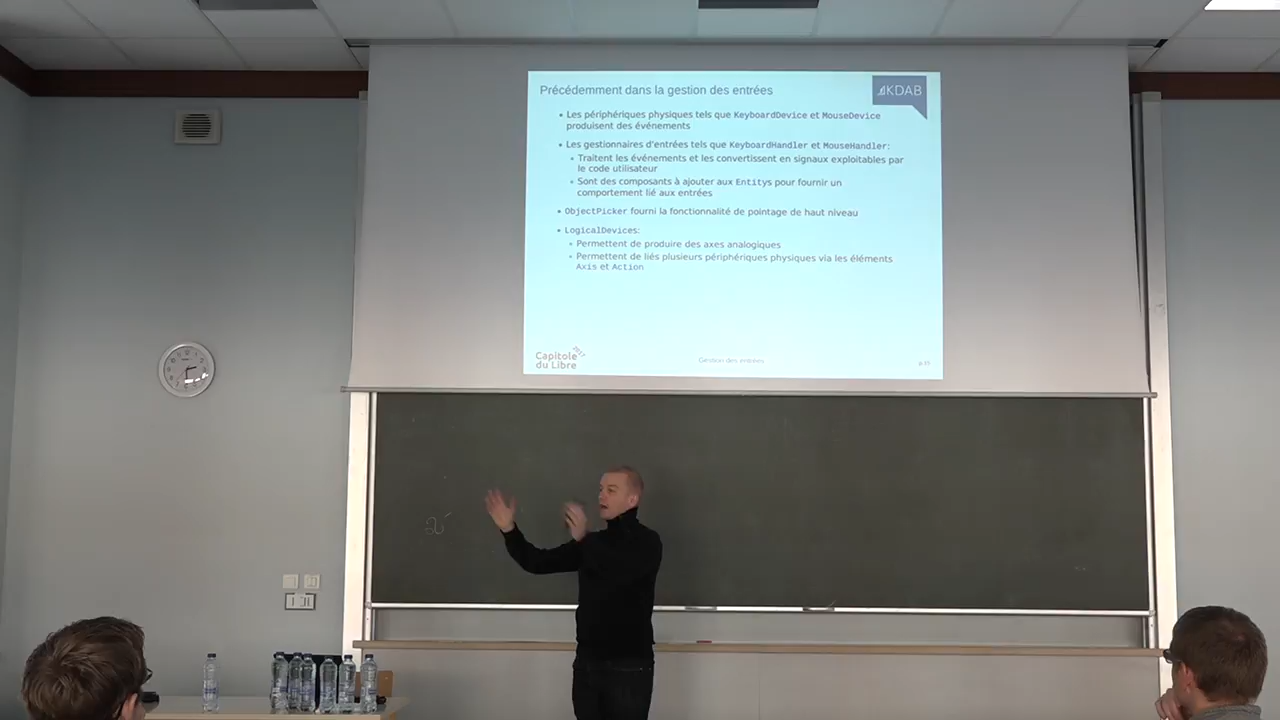 Précédemment dans la gestion des entrées
KDAB
Les périphériques physiques tels que KeyboardDevice et MouseDevice
produisent des événements
Les gestionnaires d'entrées tels que KeyboardHandler et MouseHandler:
Traitent les événements et les convertissent en signaux exploitables par
le code utilisateur
Sont des composants à ajouter aux Entitys pour fournir un
comportement lié aux entrées
ObjectPicker fourni la fonctionnalité de pointage de haut niveau
LogicalDevices:
Permettent de produire des axes analogiques
Permettent de liés plusieurs périphériques physiques via les éléments
Axis et Action
Capitole 2017
du Libre
Gestion des entrées